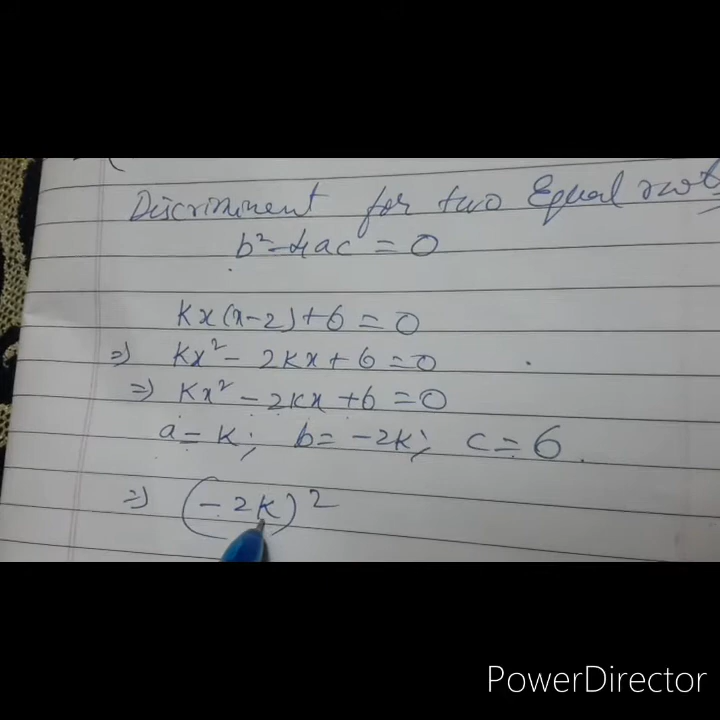 Discriminent for two Equal roots
b² - 4ac = 0
Kx(x-2)+6=0
⇒ Kx² - 2Kx + 6 = 0
⇒ Kx² - 2Kx + 6 = 0
a = K; b = -2K; c = 6.
⇒ (-2K)²
PowerDirector